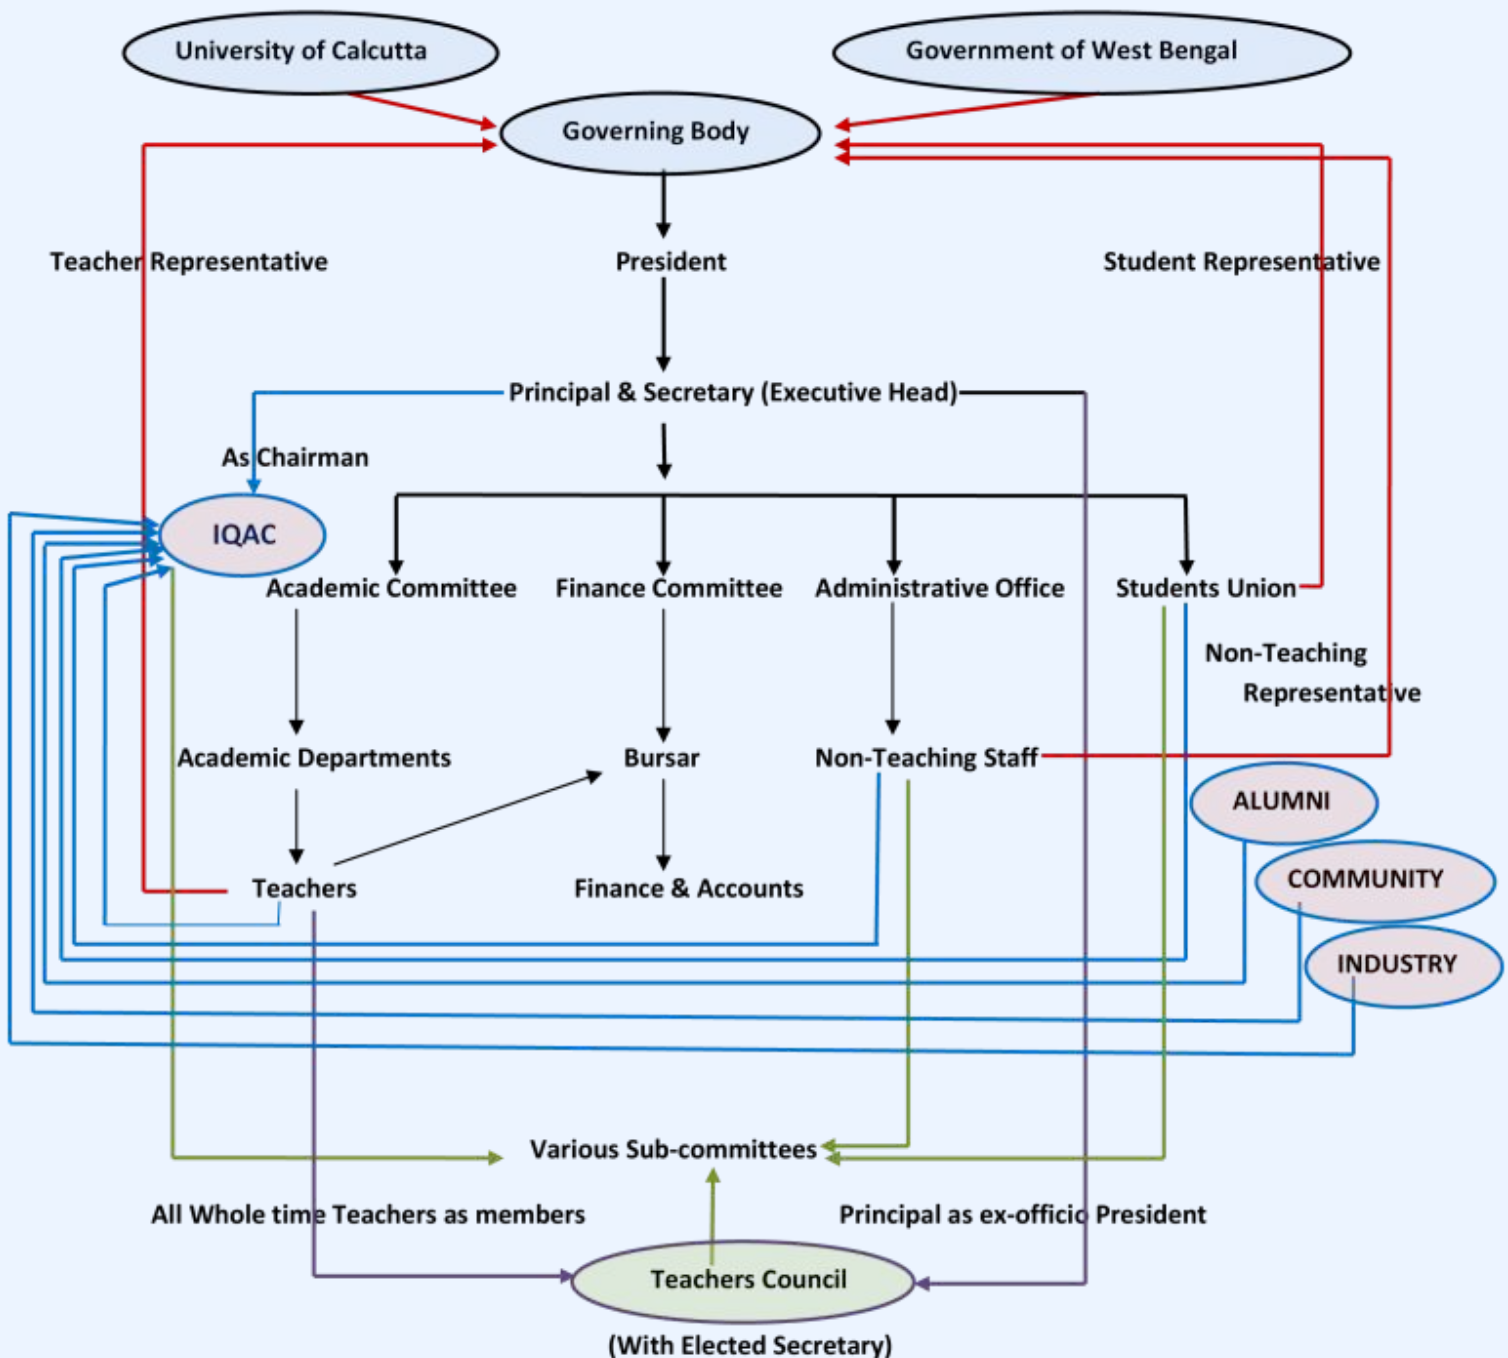 University of Calcutta
Government of West Bengal
Governing Body
Teacher Representative
President
Student Representative
Principal & Secretary (Executive Head)
As Chairman
IQAC
Academic Committee
Finance Committee
Administrative Office
Students Union
Non-Teaching
Representative
Academic Departments
Bursar
Non-Teaching Staff
ALUMNI
COMMUNITY
Teachers
Finance & Accounts
INDUSTRY
Various Sub-committees
All Whole time Teachers as members
Principal as ex-officio President
Teachers Council
(With Elected Secretary)